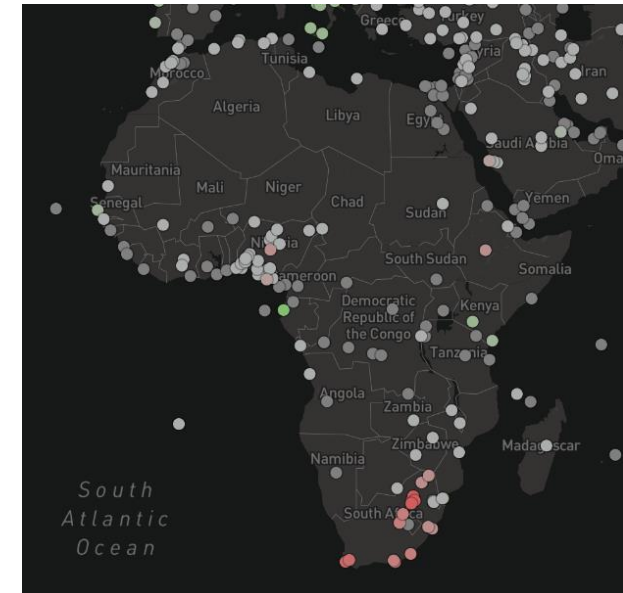 Greece
Turkey
Syria
Tunisia
Morocco
Iran
Algeria
Libya
Egypt
Saudi Arabia
Oma
Mauritania
Mali
Niger
Chad
Senegal
Sudan
Yemen
Nigeria
Cameroon
South Sudan
Somalia
Democratic
Republic of
the Congo
Kenya
Tanzania
Angola
Zambia
Zimbabwe
Madagascar
Namibia
South Africa
South
Atlantic
Ocean